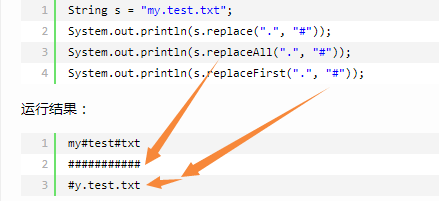 1 String s = "my.test.txt";
2 System.out.println(s.replace(".", "#"));
3 System.out.println(s.replaceAll(".", "#"));
4 System.out.println(s.replaceFirst(".", "#"));
运行结果：
1 my#test#txt
2 ###########
3 #y.test.txt